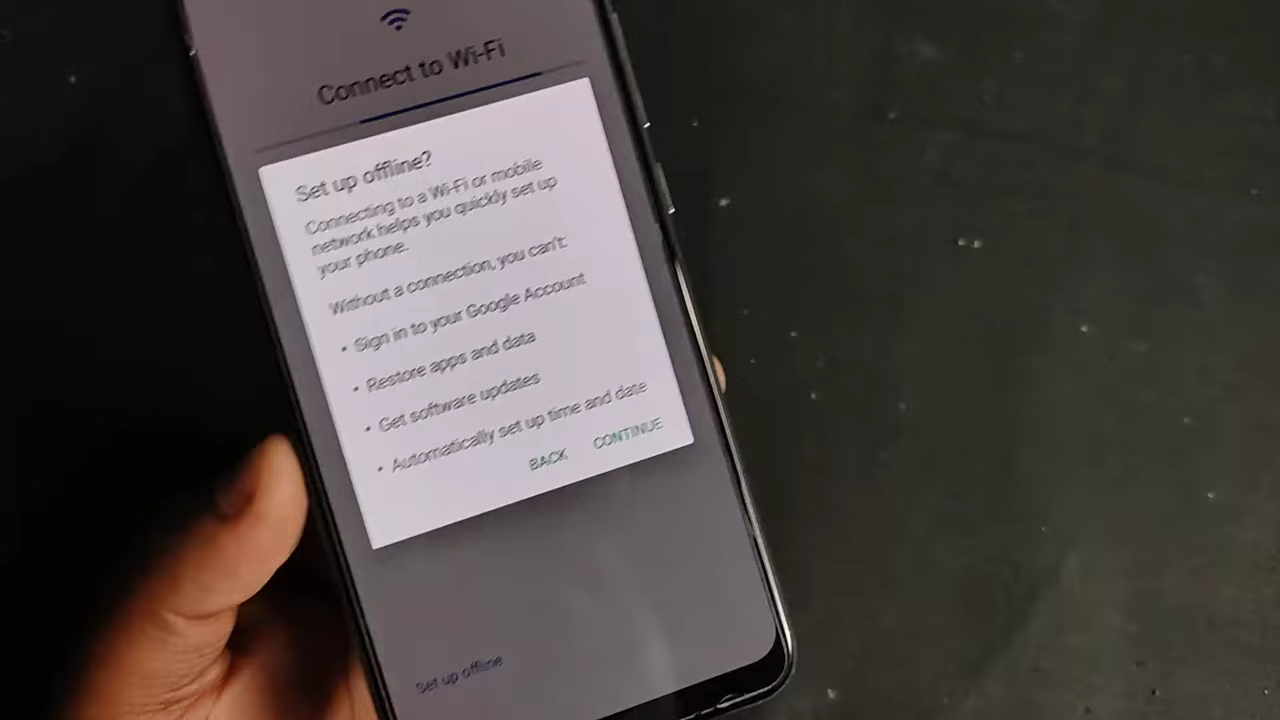 Connect to Wi-Fi
Set up offline?
Connecting to a Wi-Fi or mobile
network helps you quickly set up
your phone.
Without a connection, you can't:
• Sign in to your Google Account
• Restore apps and data
• Get software updates
• Automatically set up time and date
BACK CONTINUE
Set up offline